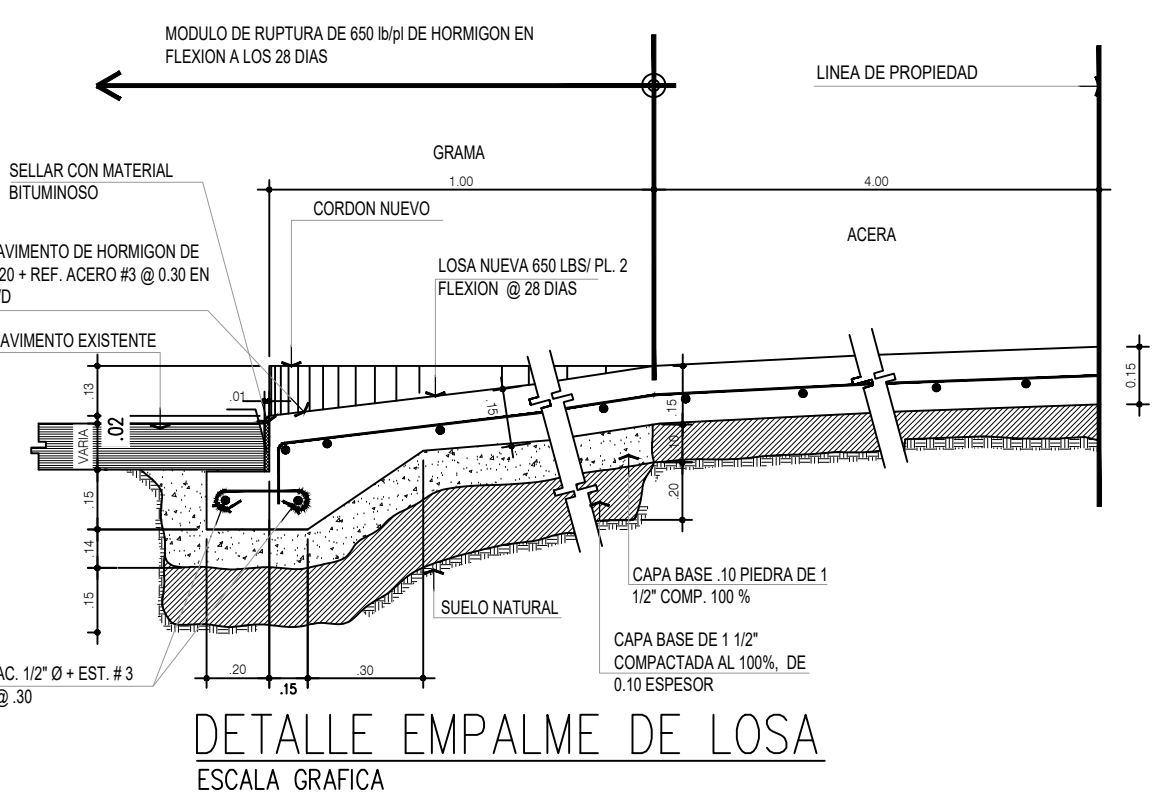 MODULO DE RUPTURA DE 650 lb/pl DE HORMIGON EN
FLEXION A LOS 28 DIAS
LINEA DE PROPIEDAD
SELLAR CON MATERIAL
BITUMINOSO
GRAMA
1.00
4.00
CORDON NUEVO
ACERA
AVIMENTO DE HORMIGON DE
20 + REF. ACERO #3 @ 0.30 EN
/D
LOSA NUEVA 650 LBS/ PL. 2
FLEXION @ 28 DIAS
AVIMENTO EXISTENTE
.13
.01
.15
.15
0.15
VARIA
.02
.10
.15
.20
.14
CAPA BASE .10 PIEDRA DE 1
1/2" COMP. 100 %
.15
SUELO NATURAL
CAPA BASE DE 1 1/2"
COMPACTADA AL 100%, DE
0.10 ESPESOR
AC. 1/2" Ø + EST. # 3
@ .30
.20
.15
.30
DETALLE EMPALME DE LOSA
ESCALA GRAFICA